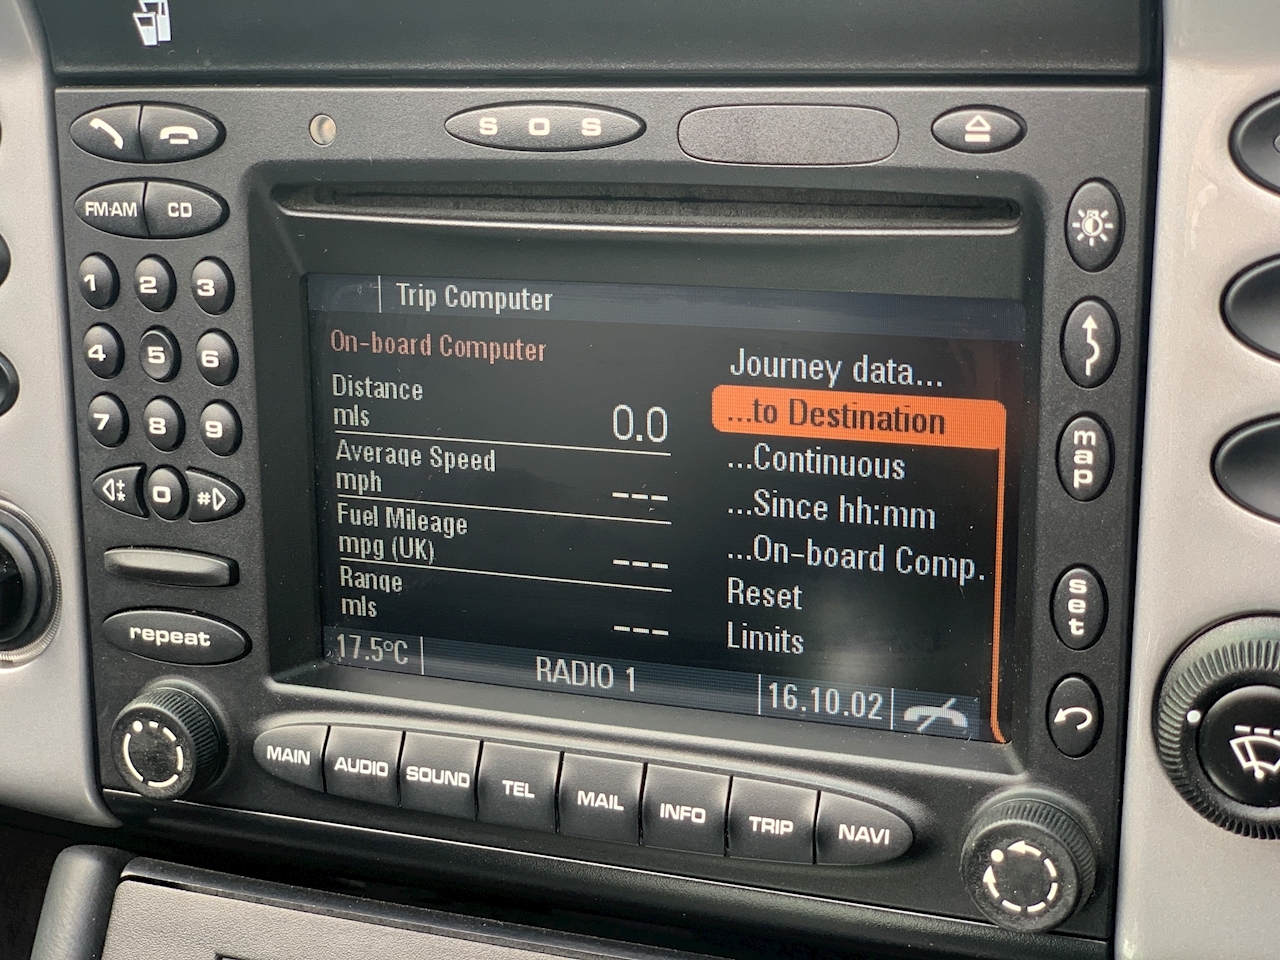 S O S
FM·AM CD
1 2 3
4 5 6
7 8 9
* 0 #
repeat
Trip Computer
On-board Computer
Distance
mls 0.0
Average Speed
mph ---
Fuel Mileage
mpg (UK) ---
Range
mls ---
Journey data...
...to Destination
...Continuous
...Since hh:mm
...On-board Comp.
Reset
Limits
17.5°C RADIO 1 16.10.02
map
set
MAIN AUDIO SOUND TEL MAIL INFO TRIP NAVI